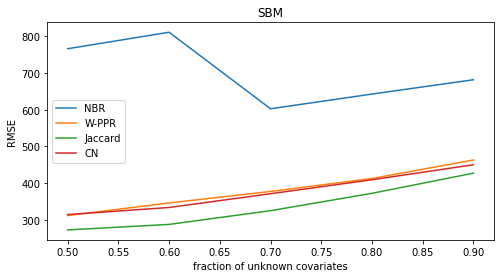 SBM
800
700
600
500
400
300
RMSE
NBR
W-PPR
Jaccard
CN
0.50 0.55 0.60 0.65 0.70 0.75 0.80 0.85 0.90
fraction of unknown covariates